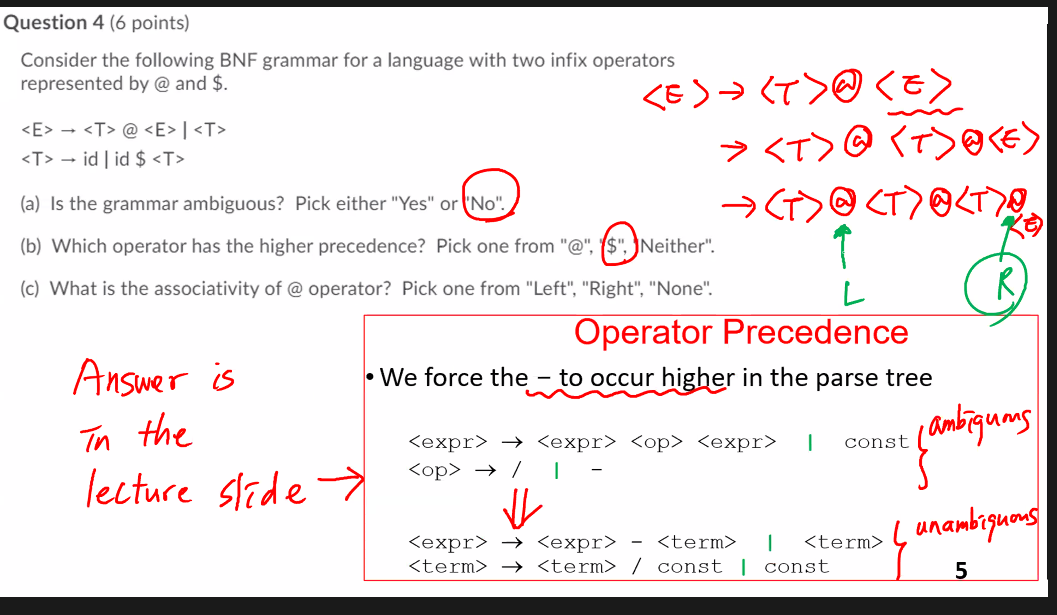 Question 4 (6 points)
Consider the following BNF grammar for a language with two infix operators
represented by @ and $.
<E> → <T> @ <E> | <T>
<T> → id | id $ <T>
(a) Is the grammar ambiguous? Pick either "Yes" or "No".
(b) Which operator has the higher precedence? Pick one from "@", "$", "Neither".
(c) What is the associativity of @ operator? Pick one from "Left", "Right", "None".
<E> → <T> @ <E>
→ <T> @ <T> @ <E>
→ <T> @ <T> @ <T> @
<E>
L
R
Answer is
in the
lecture slide →
Operator Precedence
• We force the – to occur higher in the parse tree
<expr> → <expr> <op> <expr> | const
<op> → / | -
ambiguous
⇓
<expr> → <expr> - <term> | <term>
<term> → <term> / const | const
unambiguous
5